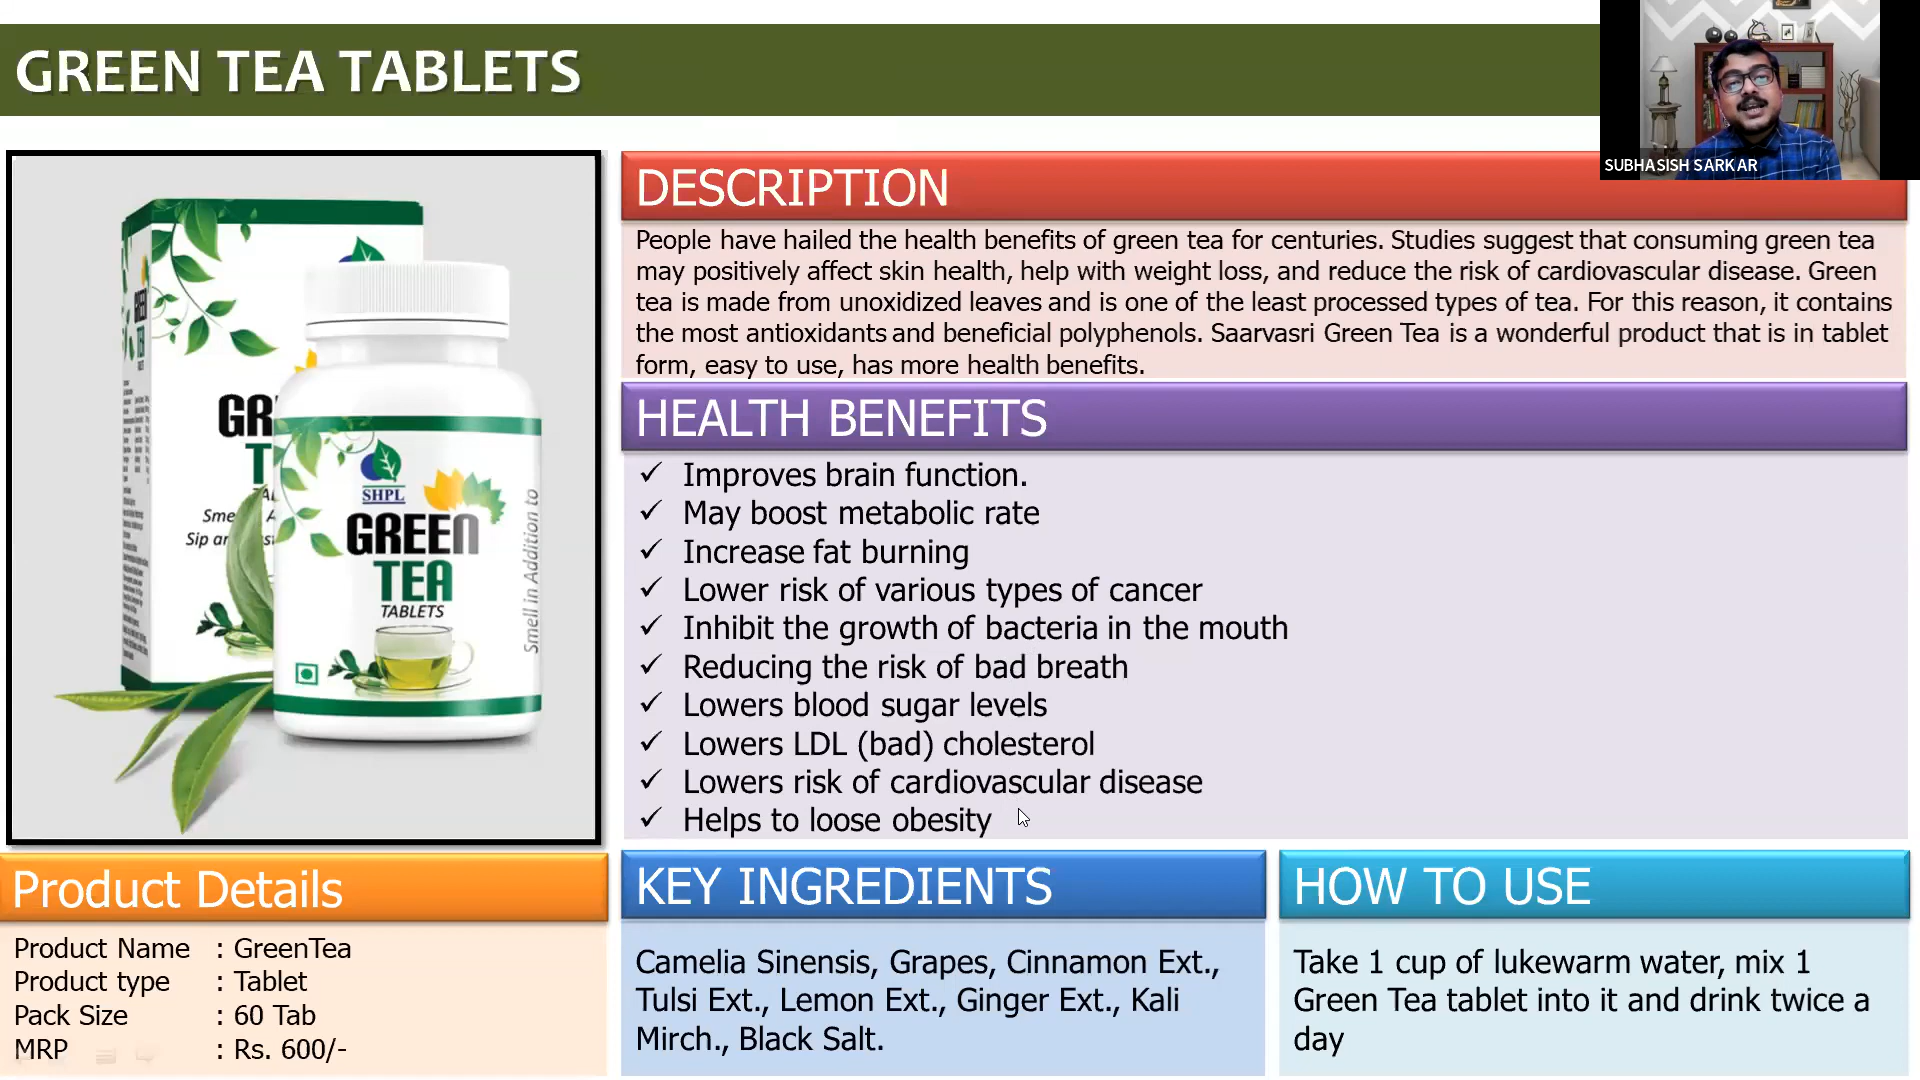 GREEN TEA TABLETS
SUBHASISH SARKAR
DESCRIPTION
People have hailed the health benefits of green tea for centuries. Studies suggest that consuming green tea
may positively affect skin health, help with weight loss, and reduce the risk of cardiovascular disease. Green
tea is made from unoxidized leaves and is one of the least processed types of tea. For this reason, it contains
the most antioxidants and beneficial polyphenols. Saarvasri Green Tea is a wonderful product that is in tablet
form, easy to use, has more health benefits.
HEALTH BENEFITS
✓ Improves brain function.
✓ May boost metabolic rate
✓ Increase fat burning
✓ Lower risk of various types of cancer
✓ Inhibit the growth of bacteria in the mouth
✓ Reducing the risk of bad breath
✓ Lowers blood sugar levels
✓ Lowers LDL (bad) cholesterol
✓ Lowers risk of cardiovascular disease
✓ Helps to loose obesity
SHPL
GREEN
TEA
TABLETS
Smell in Addition to
Product Details
Product Name : GreenTea
Product type : Tablet
Pack Size : 60 Tab
MRP : Rs. 600/-
KEY INGREDIENTS
Camelia Sinensis, Grapes, Cinnamon Ext.,
Tulsi Ext., Lemon Ext., Ginger Ext., Kali
Mirch., Black Salt.
HOW TO USE
Take 1 cup of lukewarm water, mix 1
Green Tea tablet into it and drink twice a
day